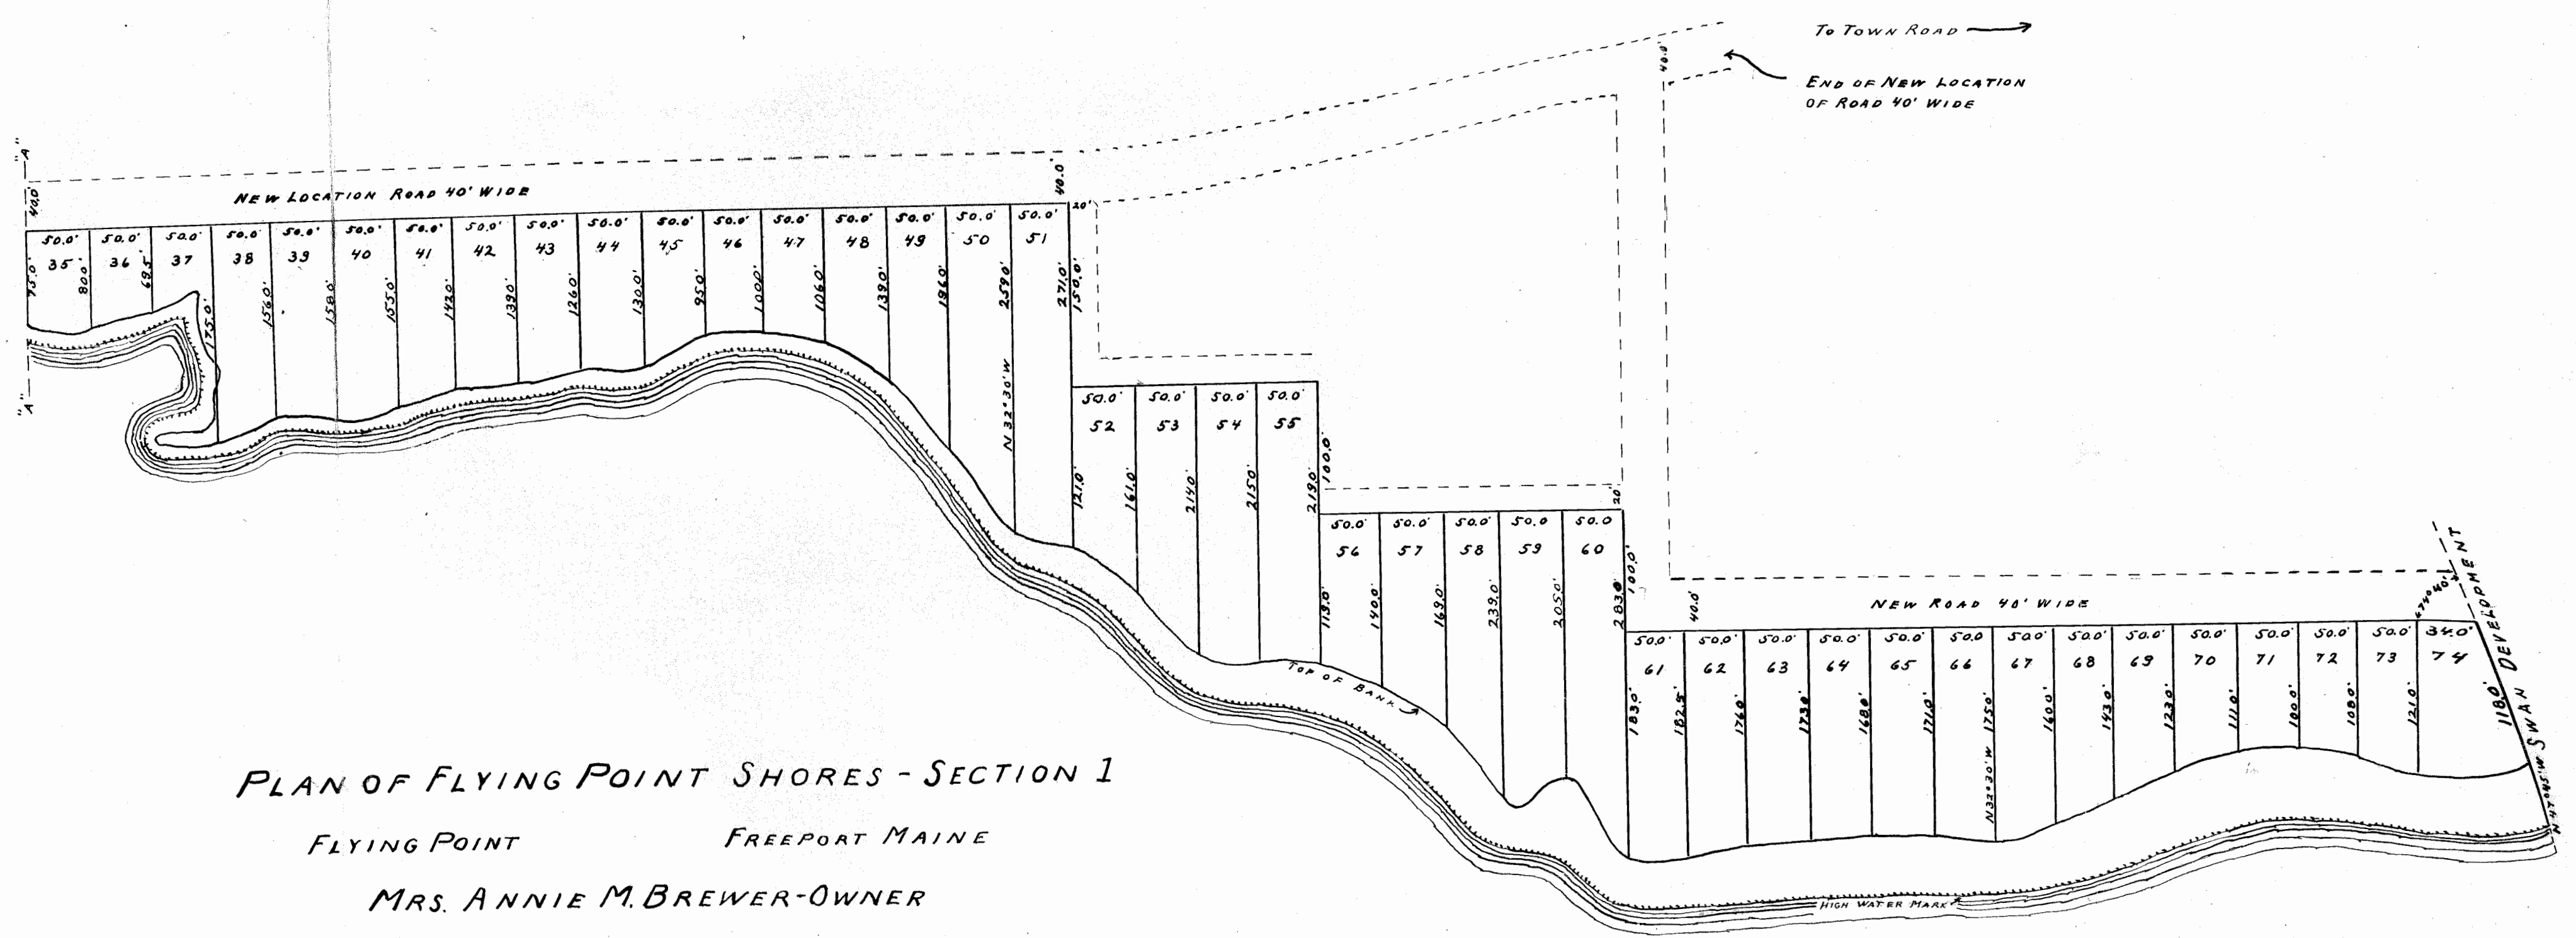 To Town Road
End of New Location
of Road 40' Wide
40.0'
"A"
40.0'
New Location Road 40' Wide
40.0'
20'
50.0' 50.0' 50.0' 50.0' 50.0' 50.0' 50.0' 50.0' 50.0' 50.0' 50.0' 50.0' 50.0' 50.0' 50.0' 50.0' 50.0'
35 36 37 38 39 40 41 42 43 44 45 46 47 48 49 50 51
75.0' 80.0' 69.5' 175.0' 156.0' 158.0' 155.0' 142.0' 139.0' 126.0' 130.0' 95.0' 100.0' 106.0' 139.0' 196.0' 259.0' 271.0' 150.0'
N 32° 30' W
"A"
50.0' 50.0' 50.0' 50.0'
52 53 54 55
121.0' 161.0' 214.0' 215.0' 219.0' 100.0'
20'
50.0' 50.0' 50.0' 50.0 50.0
56 57 58 59 60
119.0' 140.0' 169.0' 239.0' 205.0' 283.0' 100.0'
40.0'
New Road 40' Wide
50.0' 50.0' 50.0' 50.0' 50.0' 50.0 50.0' 50.0' 50.0' 50.0' 50.0' 50.0' 50.0' 34.0'
61 62 63 64 65 66 67 68 69 70 71 72 73 74
183.0' 182.5' 176.0' 173.0' 168.0' 171.0' 175.0' 160.0' 143.0' 123.0' 111.0' 100.0' 108.0' 121.0' 118.0'
N 32° 30' W
N 47° 45' W Swan Development
Top of Bank
High Water Mark
Plan of Flying Point Shores - Section 1
Flying Point Freeport Maine
Mrs. Annie M. Brewer-Owner